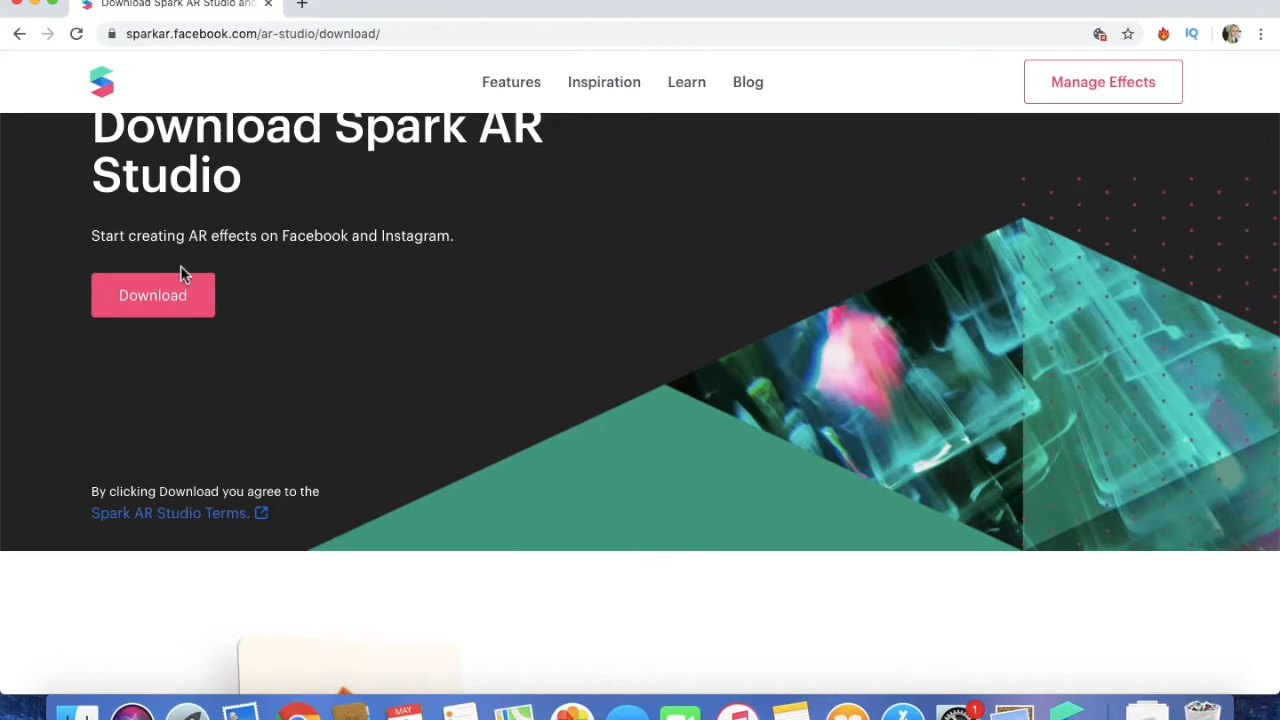 Download Spark AR Studio and
sparkar.facebook.com/ar-studio/download/
IQ
Features
Inspiration
Learn
Blog
Manage Effects
Download Spark AR
Studio
Start creating AR effects on Facebook and Instagram.
Download
By clicking Download you agree to the
Spark AR Studio Terms.
MAY
1